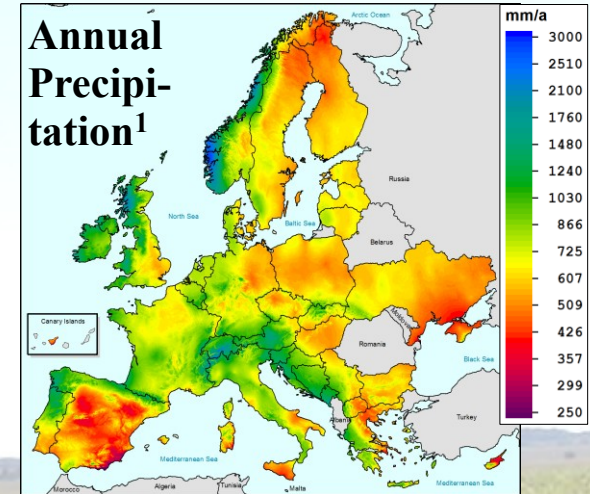 Annual
Precipi-
tation¹
mm/a
3000
2510
2100
1760
1480
1240
1030
866
725
607
509
426
357
299
250
Arctic Ocean
Russia
North Sea
Baltic Sea
Belarus
Canary Islands
Moldova
Romania
Black Sea
Albania
Turkey
Mediterranean Sea
Mediterranean Sea
Morocco
Algeria
Tunisia
Malta